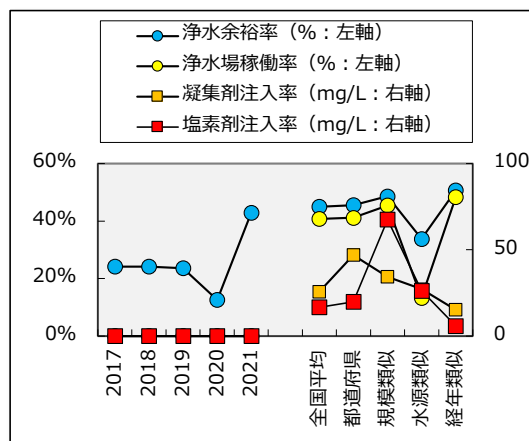 浄水余裕率（%：左軸）
浄水場稼働率（%：左軸）
凝集剤注入率（mg/L：右軸）
塩素剤注入率（mg/L：右軸）
60%
40%
20%
0%
100
50
0
2017
2018
2019
2020
2021
全国平均
都道府県
規模類似
水源類似
経年類似